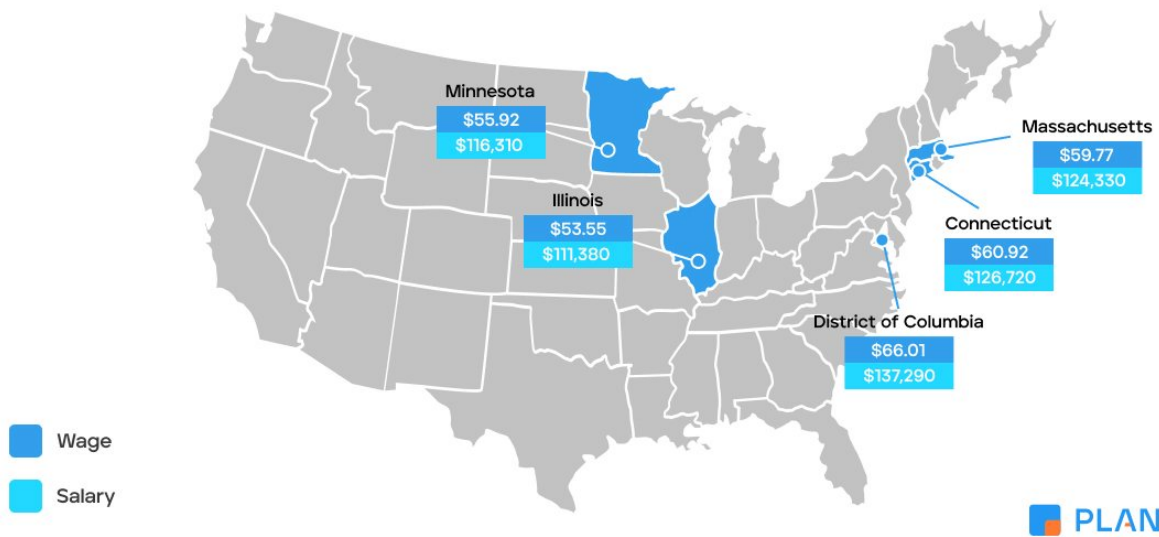 Minnesota
$55.92
$116,310
Illinois
$53.55
$111,380
Massachusetts
$59.77
$124,330
Connecticut
$60.92
$126,720
District of Columbia
$66.01
$137,290
Wage
Salary
PLAN